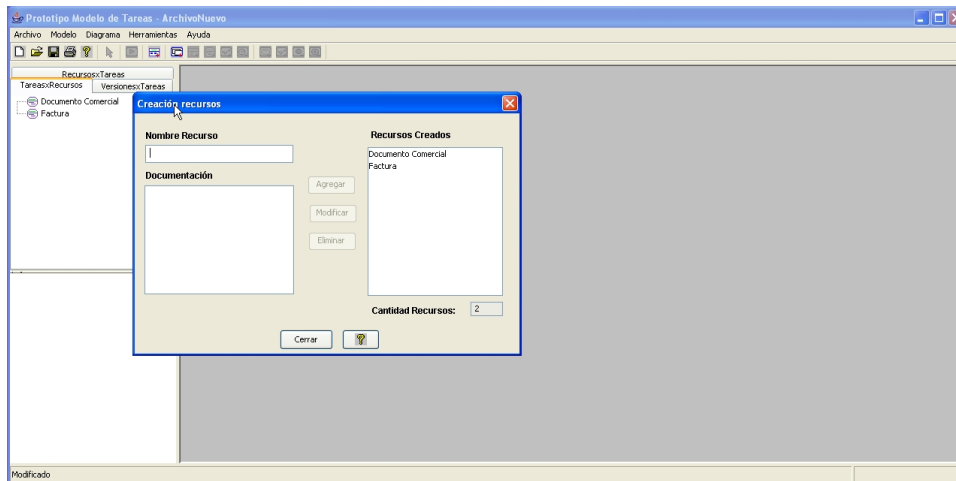 Prototipo Modelo de Tareas - ArchivoNuevo
Archivo Modelo Diagrama Herramientas Ayuda
RecursosxTareas
TareasxRecursos VersionesxTareas
Documento Comercial
Factura
Creación recursos
Nombre Recurso
Documentación
Agregar
Modificar
Eliminar
Recursos Creados
Documento Comercial
Factura
Cantidad Recursos: 2
Cerrar
Modificado